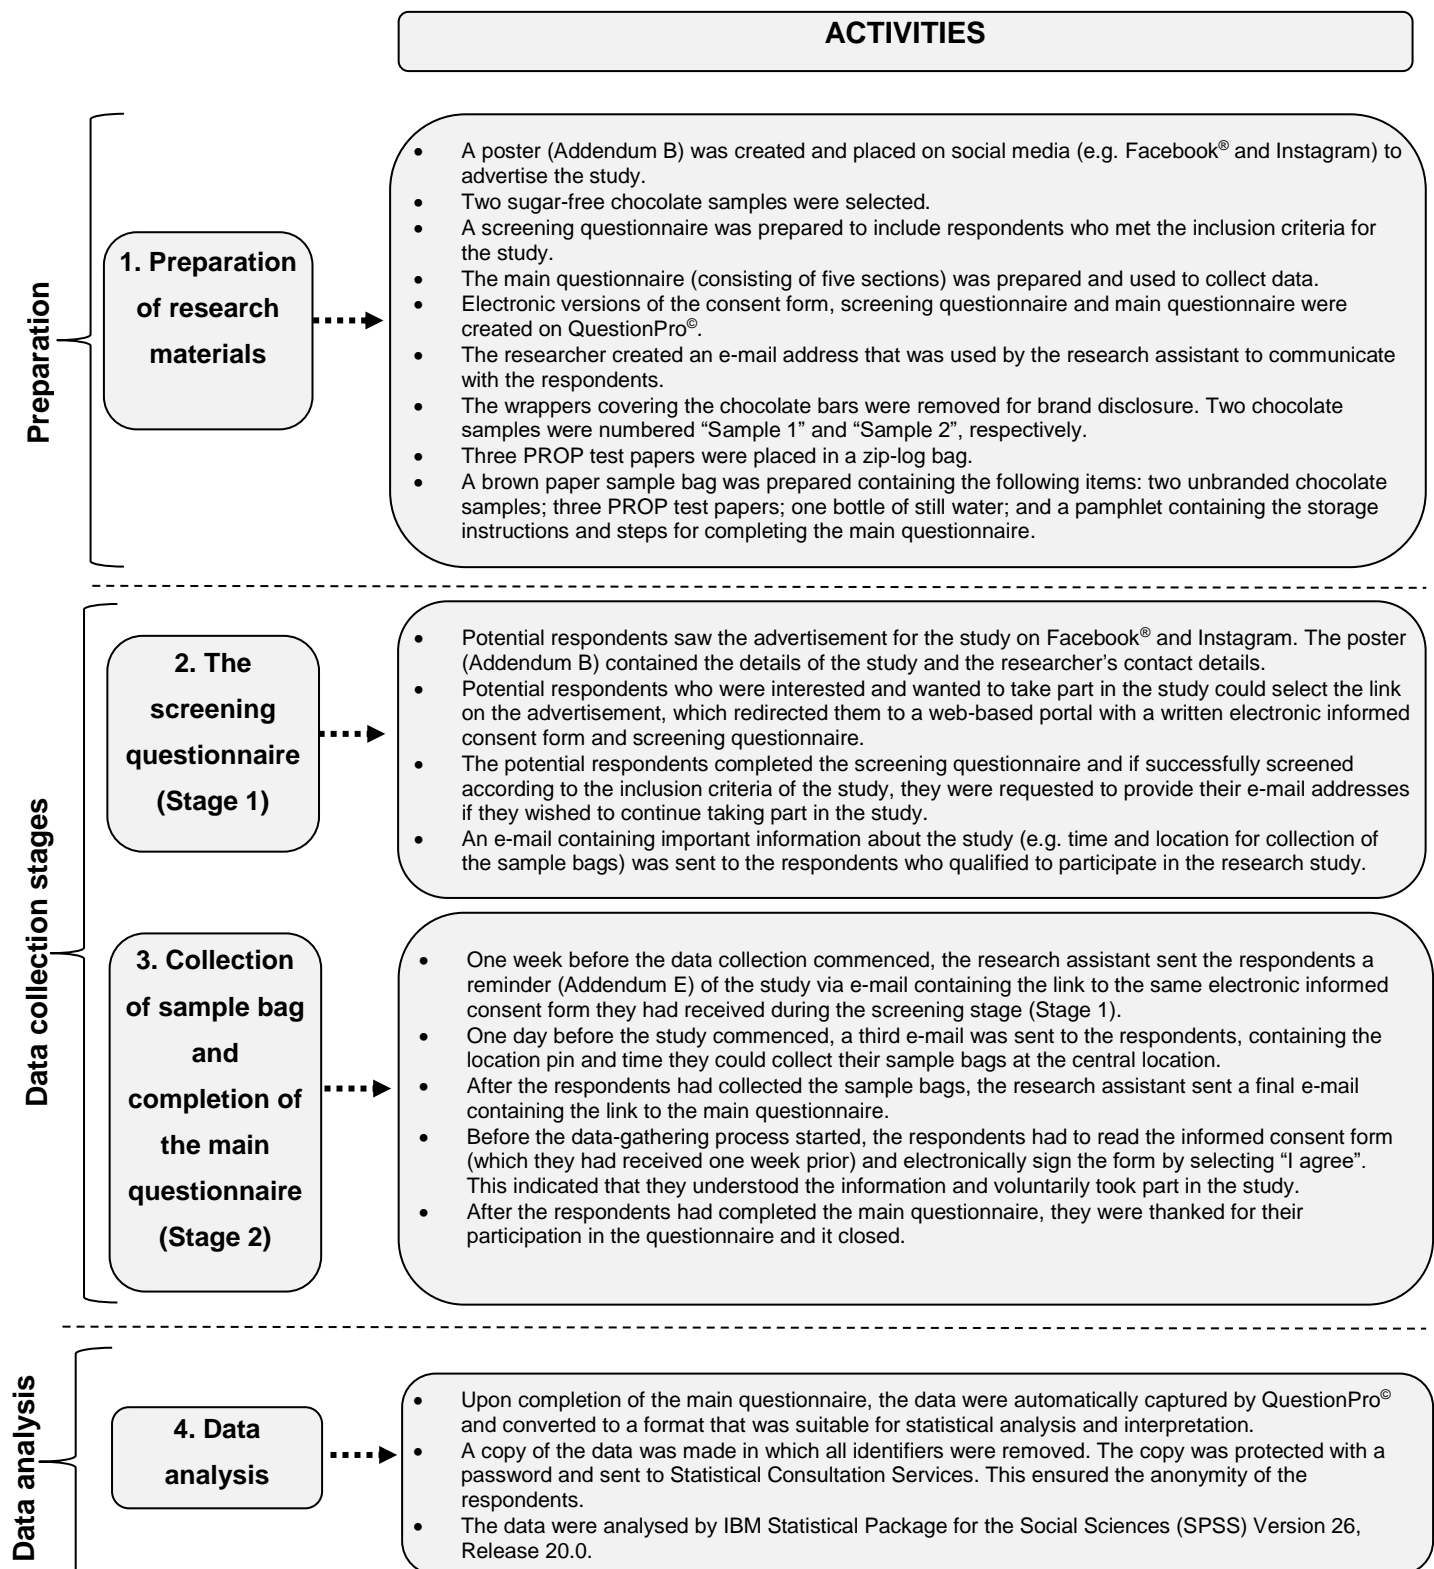 ACTIVITIES
Preparation
1. Preparation
of research
materials
• A poster (Addendum B) was created and placed on social media (e.g. Facebook® and Instagram) to
advertise the study.
• Two sugar-free chocolate samples were selected.
• A screening questionnaire was prepared to include respondents who met the inclusion criteria for
the study.
• The main questionnaire (consisting of five sections) was prepared and used to collect data.
• Electronic versions of the consent form, screening questionnaire and main questionnaire were
created on QuestionPro©.
• The researcher created an e-mail address that was used by the research assistant to communicate
with the respondents.
• The wrappers covering the chocolate bars were removed for brand disclosure. Two chocolate
samples were numbered “Sample 1” and “Sample 2”, respectively.
• Three PROP test papers were placed in a zip-log bag.
• A brown paper sample bag was prepared containing the following items: two unbranded chocolate
samples; three PROP test papers; one bottle of still water; and a pamphlet containing the storage
instructions and steps for completing the main questionnaire.
Data collection stages
2. The
screening
questionnaire
(Stage 1)
• Potential respondents saw the advertisement for the study on Facebook® and Instagram. The poster
(Addendum B) contained the details of the study and the researcher’s contact details.
• Potential respondents who were interested and wanted to take part in the study could select the link
on the advertisement, which redirected them to a web-based portal with a written electronic informed
consent form and screening questionnaire.
• The potential respondents completed the screening questionnaire and if successfully screened
according to the inclusion criteria of the study, they were requested to provide their e-mail addresses
if they wished to continue taking part in the study.
• An e-mail containing important information about the study (e.g. time and location for collection of
the sample bags) was sent to the respondents who qualified to participate in the research study.
3. Collection
of sample bag
and
completion of
the main
questionnaire
(Stage 2)
• One week before the data collection commenced, the research assistant sent the respondents a
reminder (Addendum E) of the study via e-mail containing the link to the same electronic informed
consent form they had received during the screening stage (Stage 1).
• One day before the study commenced, a third e-mail was sent to the respondents, containing the
location pin and time they could collect their sample bags at the central location.
• After the respondents had collected the sample bags, the research assistant sent a final e-mail
containing the link to the main questionnaire.
• Before the data-gathering process started, the respondents had to read the informed consent form
(which they had received one week prior) and electronically sign the form by selecting “I agree”.
This indicated that they understood the information and voluntarily took part in the study.
• After the respondents had completed the main questionnaire, they were thanked for their
participation in the questionnaire and it closed.
Data analysis
4. Data
analysis
• Upon completion of the main questionnaire, the data were automatically captured by QuestionPro©
and converted to a format that was suitable for statistical analysis and interpretation.
• A copy of the data was made in which all identifiers were removed. The copy was protected with a
password and sent to Statistical Consultation Services. This ensured the anonymity of the
respondents.
• The data were analysed by IBM Statistical Package for the Social Sciences (SPSS) Version 26,
Release 20.0.